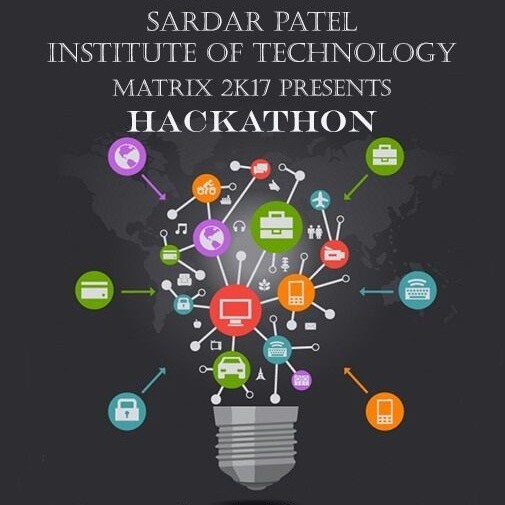 SARDAR PATEL
INSTITUTE OF TECHNOLOGY
MATRIX 2K17 PRESENTS
HACKATHON